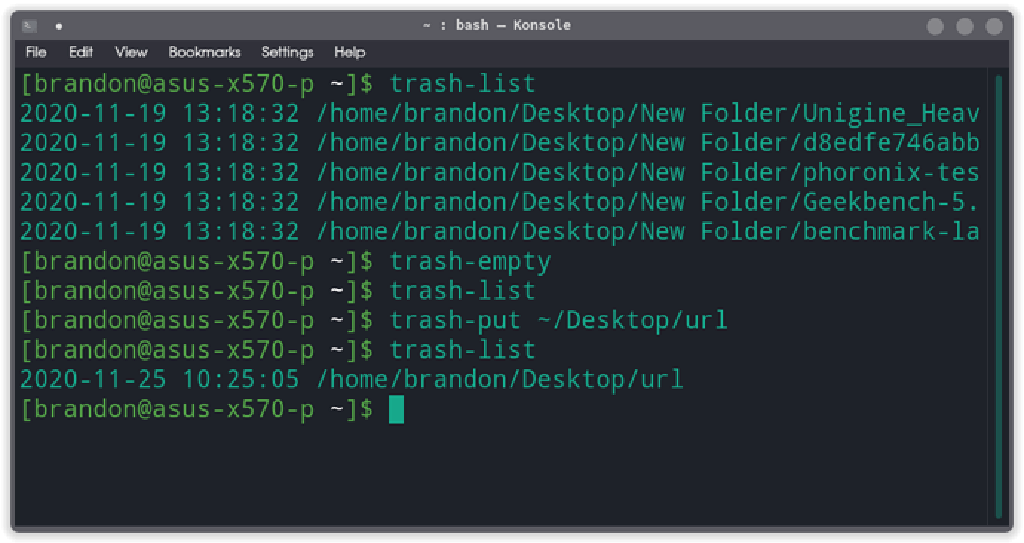 ~ : bash — Konsole
File Edit View Bookmarks Settings Help
[brandon@asus-x570-p ~]$ trash-list
2020-11-19 13:18:32 /home/brandon/Desktop/New Folder/Unigine_Heav
2020-11-19 13:18:32 /home/brandon/Desktop/New Folder/d8edfe746abb
2020-11-19 13:18:32 /home/brandon/Desktop/New Folder/phoronix-tes
2020-11-19 13:18:32 /home/brandon/Desktop/New Folder/Geekbench-5.
2020-11-19 13:18:32 /home/brandon/Desktop/New Folder/benchmark-la
[brandon@asus-x570-p ~]$ trash-empty
[brandon@asus-x570-p ~]$ trash-list
[brandon@asus-x570-p ~]$ trash-put ~/Desktop/url
[brandon@asus-x570-p ~]$ trash-list
2020-11-25 10:25:05 /home/brandon/Desktop/url
[brandon@asus-x570-p ~]$